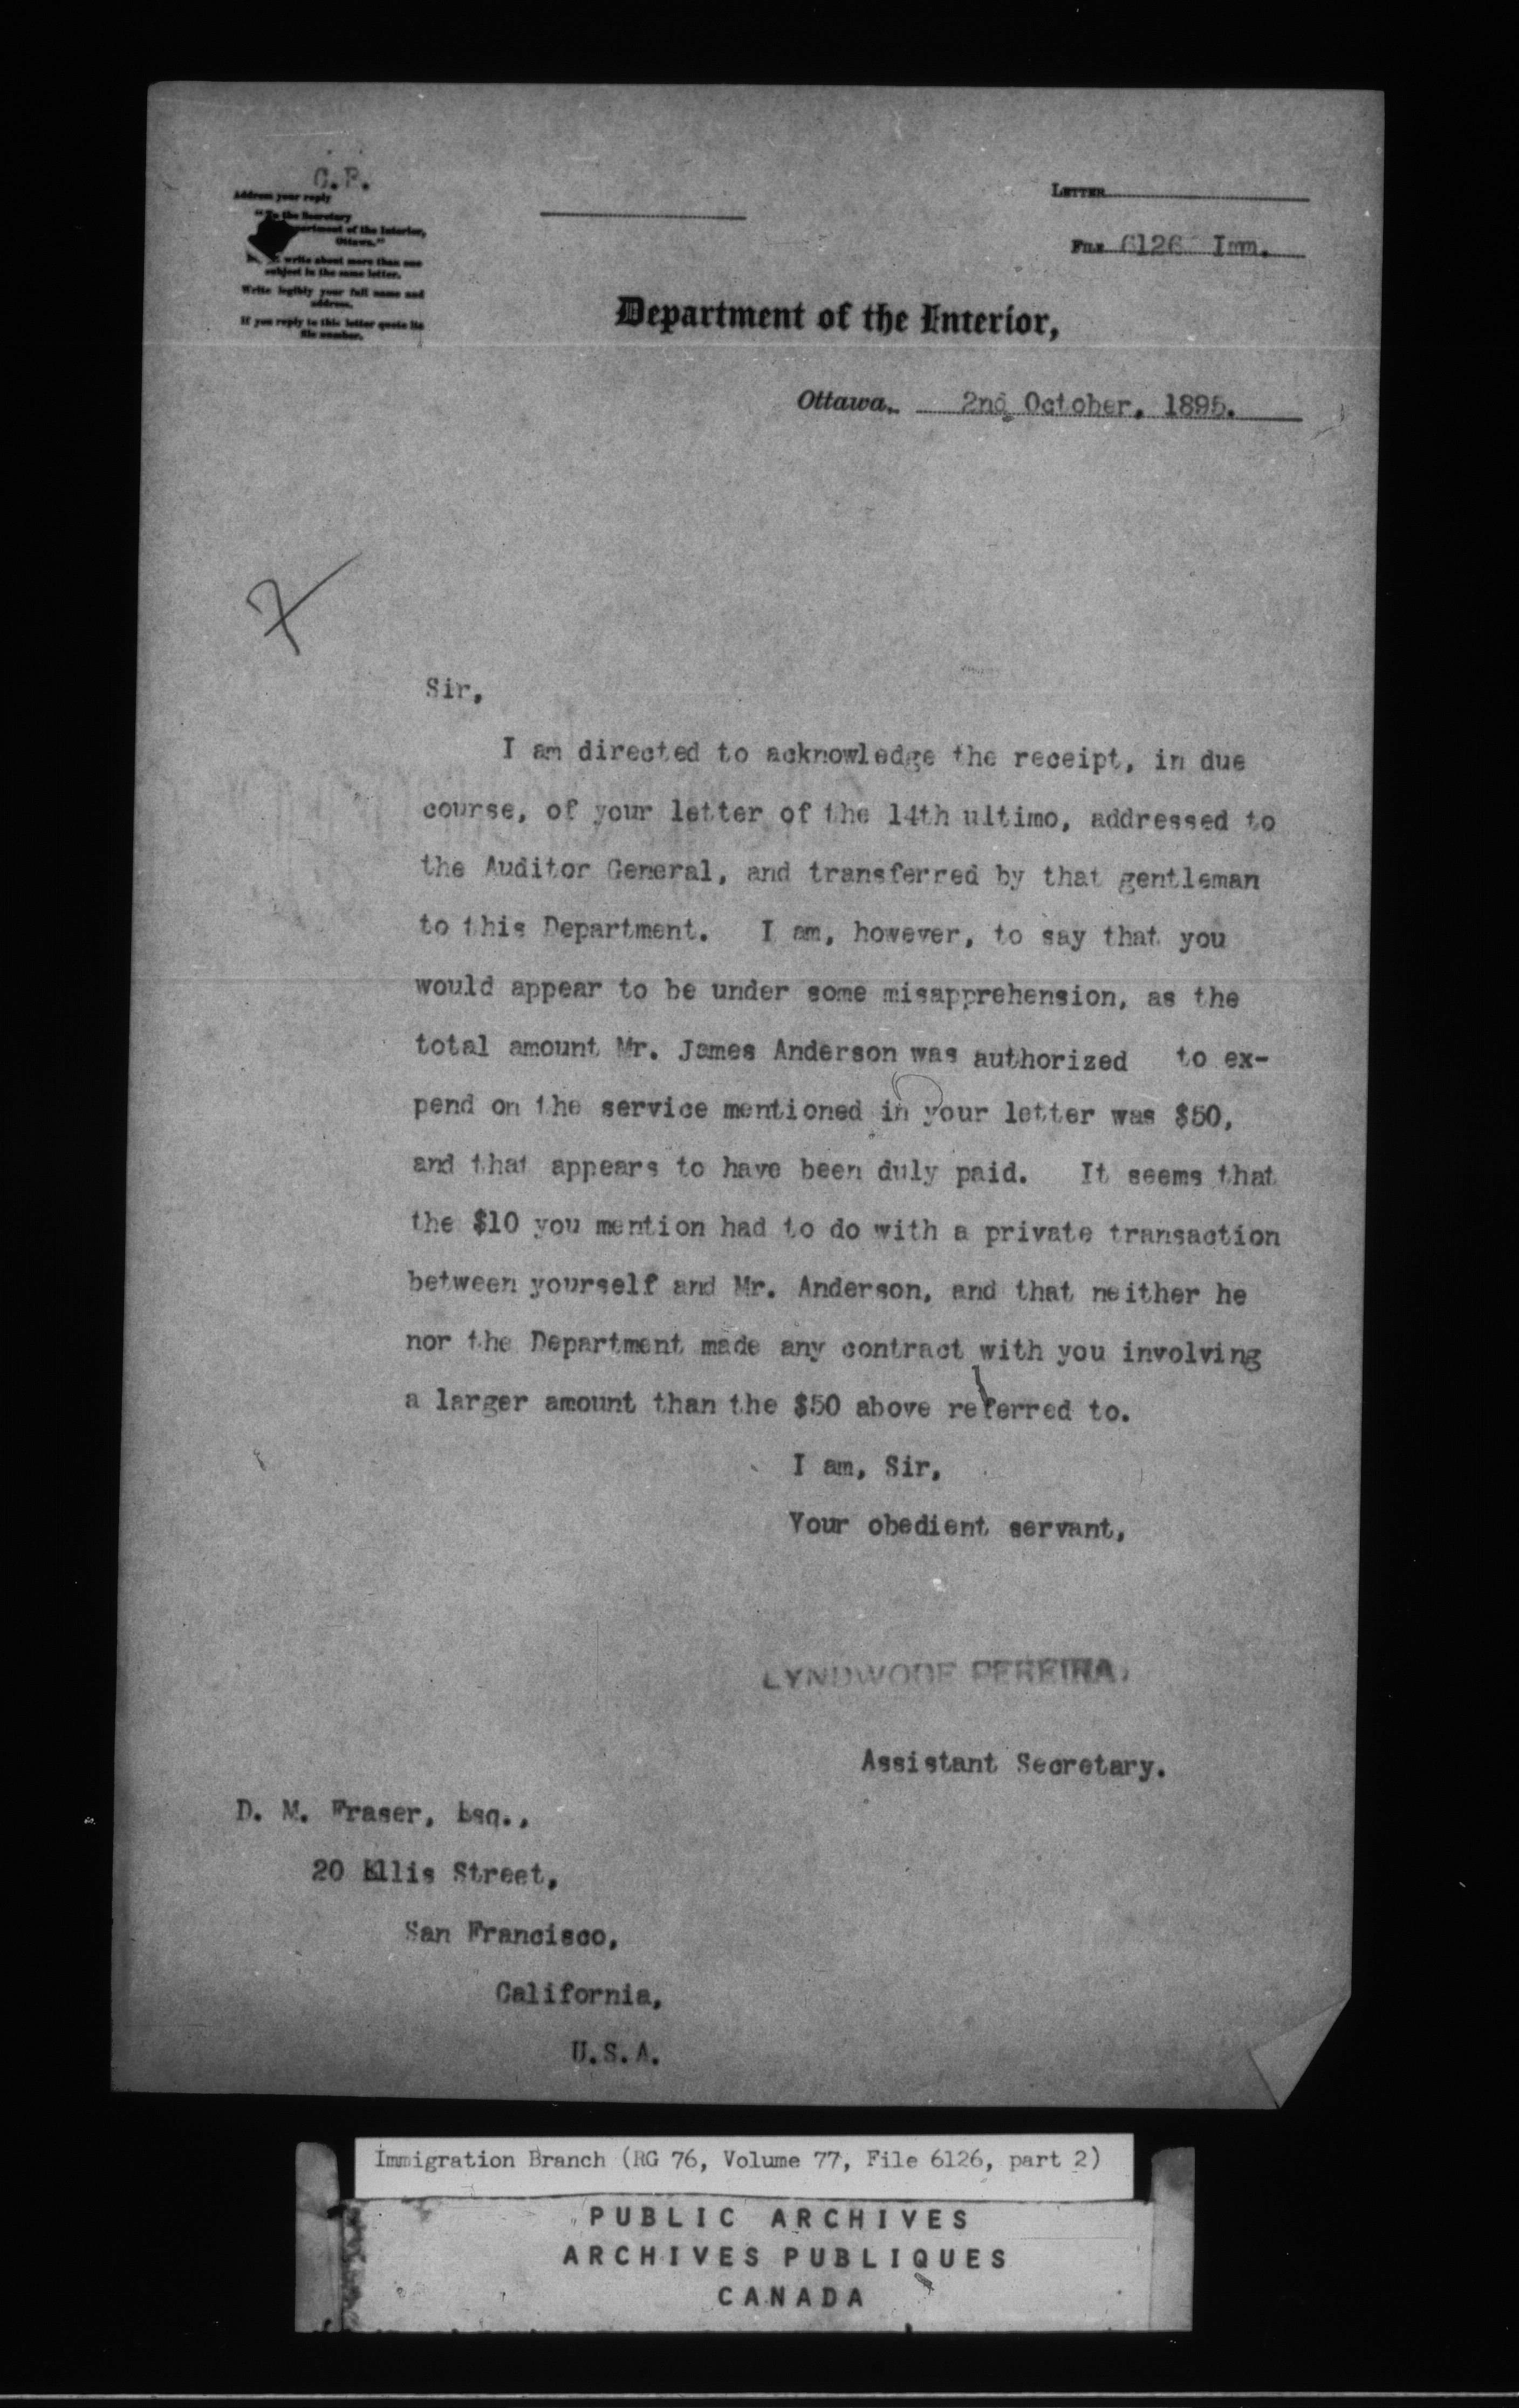 C.P.
Address your reply
"To the Secretary
partment of the Interior,
Ottawa."
write about more than one
subject in the same letter.
Write legibly your full name and
address.
If you reply to this letter quote its
file number.
LETTER
FILE 6126 Imm.
Department of the Interior,
Ottawa, 2nd October, 1895.
7
Sir,
I am directed to acknowledge the receipt, in due
course, of your letter of the 14th ultimo, addressed to
the Auditor General, and transferred by that gentleman
to this Department. I am, however, to say that you
would appear to be under some misapprehension, as the
total amount Mr. James Anderson was authorized to ex-
pend on the service mentioned in your letter was $50,
and that appears to have been duly paid. It seems that
the $10 you mention had to do with a private transaction
between yourself and Mr. Anderson, and that neither he
nor the Department made any contract with you involving
a larger amount than the $50 above referred to.
I am, Sir,
Your obedient servant,
LYNDWODE PEREIRA,
Assistant Secretary.
D. M. Fraser, Esq.,
20 Ellis Street,
San Francisco,
California,
U.S.A.
Immigration Branch (RG 76, Volume 77, File 6126, part 2)
PUBLIC ARCHIVES
ARCHIVES PUBLIQUES
CANADA